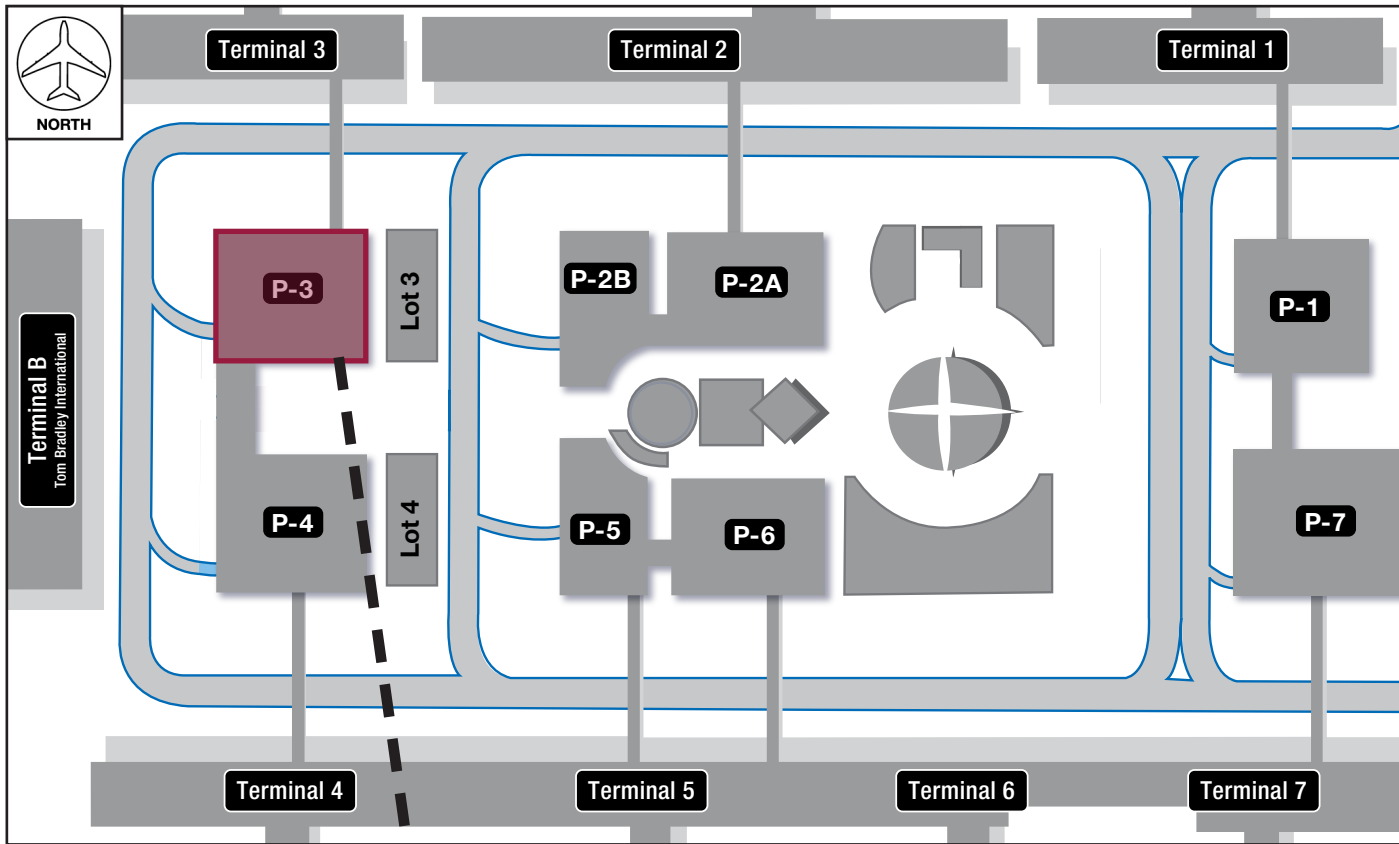 NORTH
Terminal 3
Terminal 2
Terminal 1
Terminal B
Tom Bradley International
P-3
Lot 3
P-2B
P-2A
P-1
P-4
Lot 4
P-5
P-6
P-7
Terminal 4
Terminal 5
Terminal 6
Terminal 7